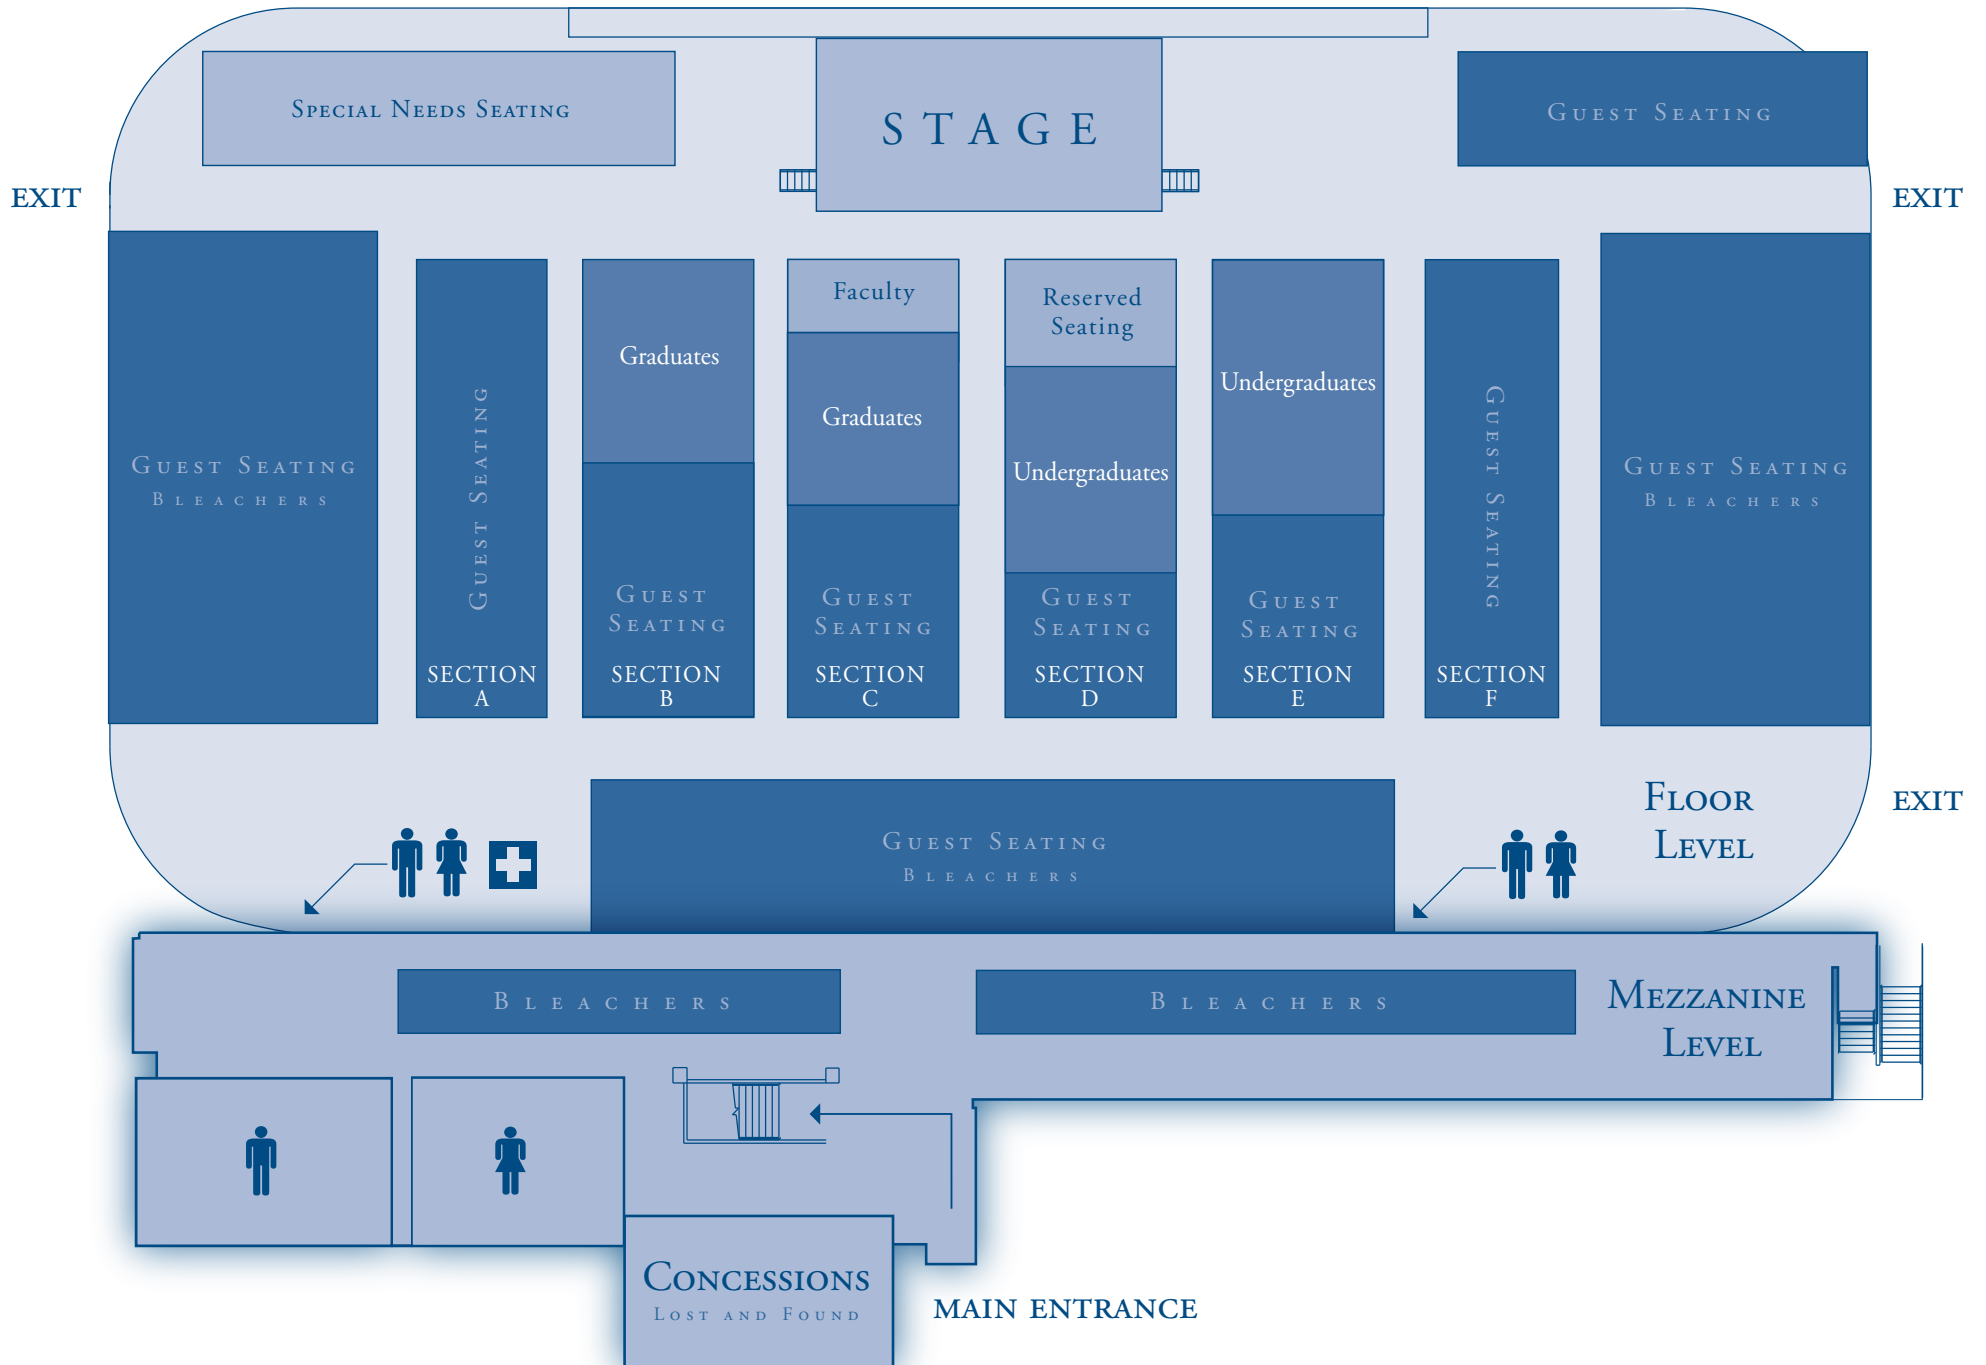 Special Needs Seating
STAGE
Guest Seating
EXIT
EXIT
Guest Seating
Bleachers
Guest Seating
SECTION
A
Graduates
Guest
Seating
SECTION
B
Faculty
Graduates
Guest
Seating
SECTION
C
Reserved
Seating
Undergraduates
Guest
Seating
SECTION
D
Undergraduates
Guest
Seating
SECTION
E
Guest Seating
SECTION
F
Guest Seating
Bleachers
Guest Seating
Bleachers
Floor
Level
EXIT
Bleachers
Bleachers
Mezzanine
Level
Concessions
Lost and Found
MAIN ENTRANCE